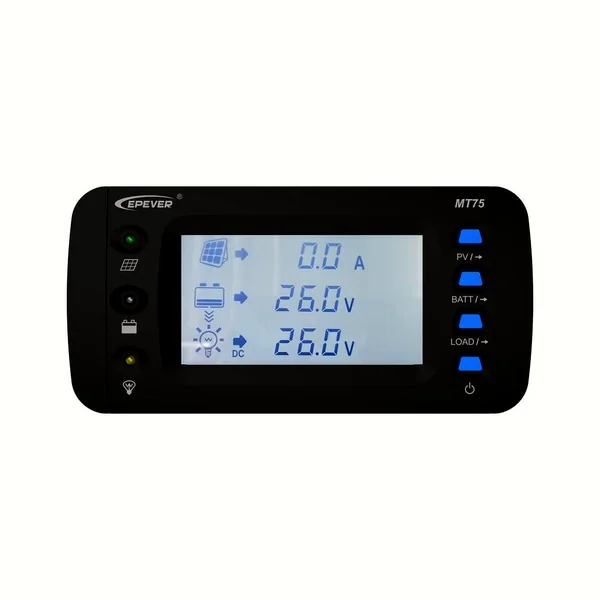 EPEVER®
MT75
0.0 A
PV/→
26.0 V
BATT/→
DC 26.0 V
LOAD/→